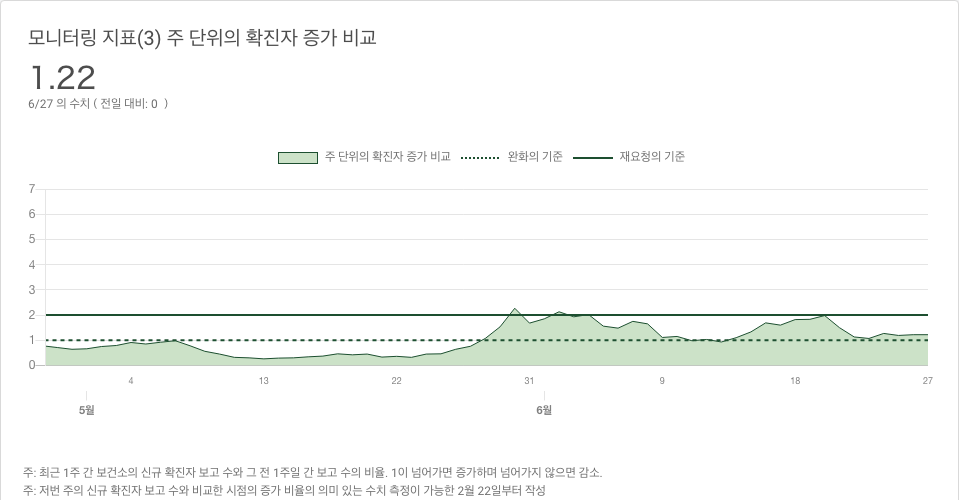 모니터링 지표(3) 주 단위의 확진자 증가 비교
1.22
6/27 의 수치 ( 전일 대비: 0 )
주 단위의 확진자 증가 비교 완화의 기준 재요청의 기준
7
6
5
4
3
2
1
0
4 13 22 31 9 18 27
5월 6월
주: 최근 1주 간 보건소의 신규 확진자 보고 수와 그 전 1주일 간 보고 수의 비율. 1이 넘어가면 증가하며 넘어가지 않으면 감소.
주: 저번 주의 신규 확진자 보고 수와 비교한 시점의 증가 비율의 의미 있는 수치 측정이 가능한 2월 22일부터 작성